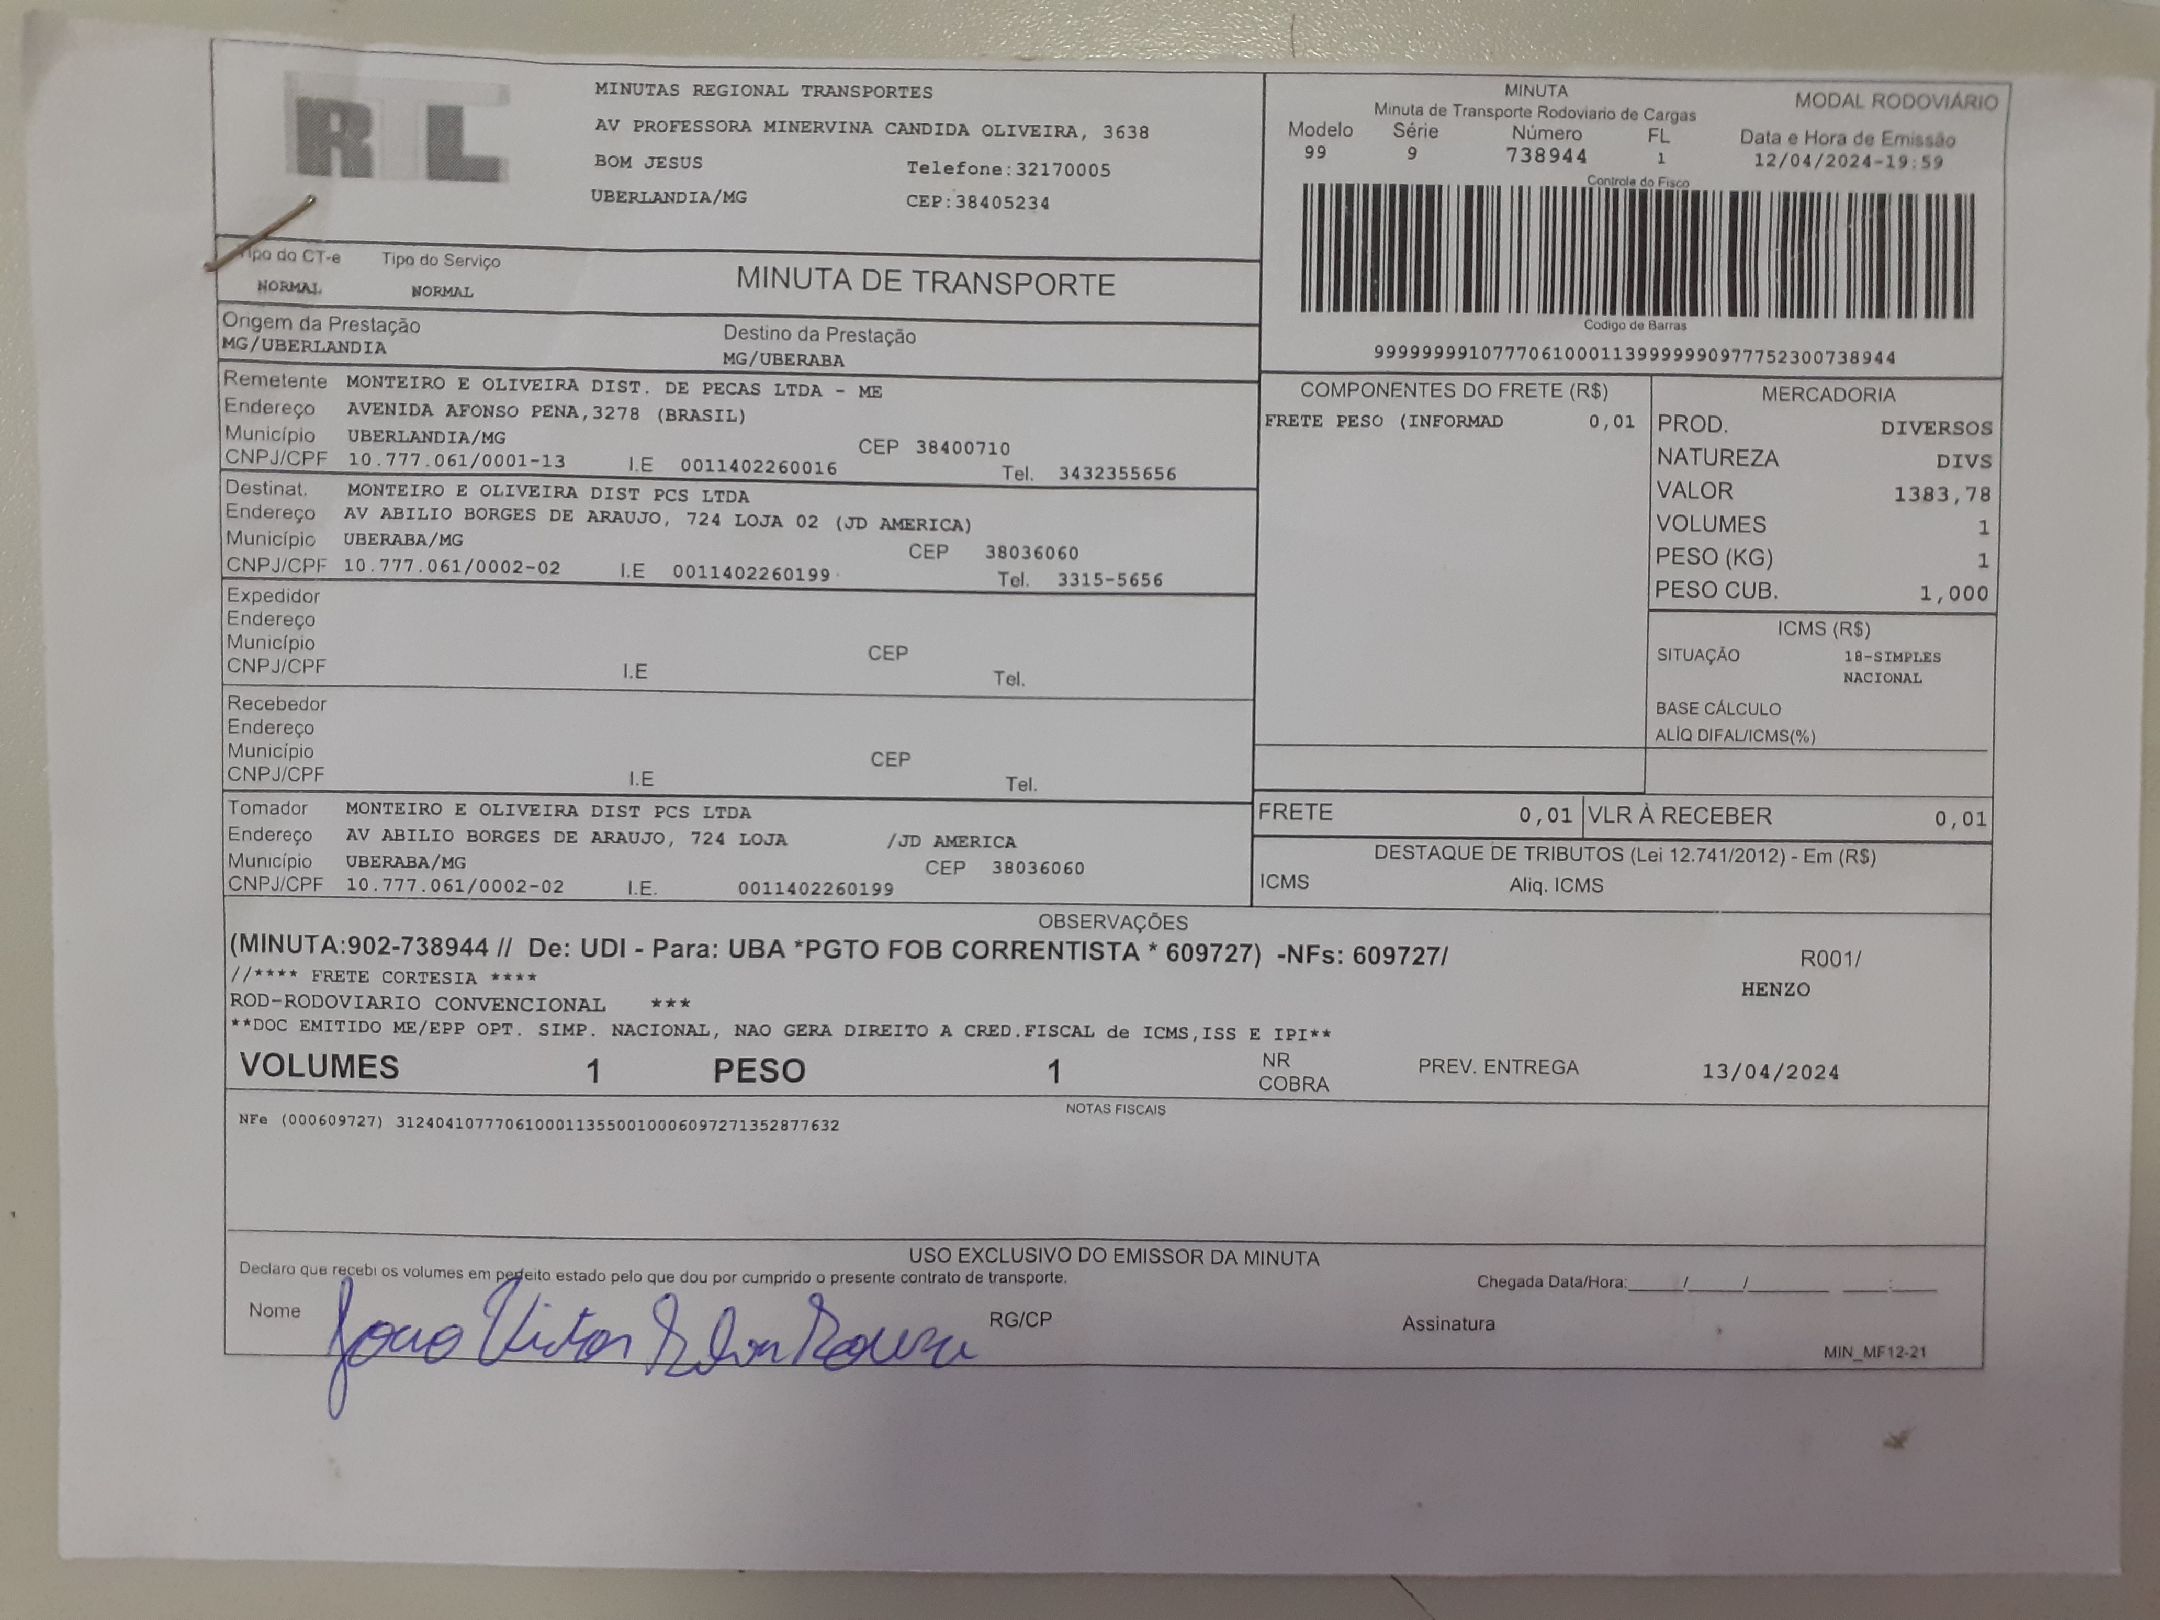 RTL
MINUTAS REGIONAL TRANSPORTES
AV PROFESSORA MINERVINA CANDIDA OLIVEIRA, 3638
BOM JESUS Telefone:32170005
UBERLANDIA/MG CEP:38405234
MINUTA MODAL RODOVIÁRIO
Minuta de Transporte Rodoviario de Cargas
Modelo Série Número FL Data e Hora de Emissão
99 9 738944 1 12/04/2024-19:59
Controle do Fisco
Codigo de Barras
99999999107770610001139999999097775230073894​4
Tipo do CT-e Tipo do Serviço
NORMAL NORMAL
MINUTA DE TRANSPORTE
Origem da Prestação Destino da Prestação
MG/UBERLANDIA MG/UBERABA
Remetente MONTEIRO E OLIVEIRA DIST. DE PECAS LTDA - ME
Endereço AVENIDA AFONSO PENA,3278 (BRASIL)
Município UBERLANDIA/MG CEP 38400710
CNPJ/CPF 10.777.061/0001-13 I.E 0011402260016 Tel. 3432355656
Destinat. MONTEIRO E OLIVEIRA DIST PCS LTDA
Endereço AV ABILIO BORGES DE ARAUJO, 724 LOJA 02 (JD AMERICA)
Município UBERABA/MG CEP 38036060
CNPJ/CPF 10.777.061/0002-02 I.E 0011402260199 Tel. 3315-5656
Expedidor
Endereço
Município CEP
CNPJ/CPF I.E Tel.
Recebedor
Endereço
Município CEP
CNPJ/CPF I.E Tel.
Tomador MONTEIRO E OLIVEIRA DIST PCS LTDA
Endereço AV ABILIO BORGES DE ARAUJO, 724 LOJA /JD AMERICA
Município UBERABA/MG CEP 38036060
CNPJ/CPF 10.777.061/0002-02 I.E. 0011402260199
COMPONENTES DO FRETE (R$)
FRETE PESO (INFORMAD 0,01
MERCADORIA
PROD. DIVERSOS
NATUREZA DIVS
VALOR 1383,78
VOLUMES 1
PESO (KG) 1
PESO CUB. 1,000
ICMS (R$)
SITUAÇÃO 18-SIMPLES
NACIONAL
BASE CÁLCULO
ALÍQ DIFAL/ICMS(%)
FRETE 0,01 VLR À RECEBER 0,01
DESTAQUE DE TRIBUTOS (Lei 12.741/2012) - Em (R$)
ICMS Aliq. ICMS
OBSERVAÇÕES
(MINUTA:902-738944 // De: UDI - Para: UBA *PGTO FOB CORRENTISTA * 609727) -NFs: 609727/ R001/
//**** FRETE CORTESIA **** HENZO
ROD-RODOVIARIO CONVENCIONAL ***
**DOC EMITIDO ME/EPP OPT. SIMP. NACIONAL, NAO GERA DIREITO A CRED.FISCAL de ICMS,ISS E IPI**
VOLUMES 1 PESO 1 NR COBRA PREV. ENTREGA 13/04/2024
NOTAS FISCAIS
NFe (000609727) 31240410777061000113550010006097271352877632
USO EXCLUSIVO DO EMISSOR DA MINUTA
Declaro que recebi os volumes em perfeito estado pelo que dou por cumprido o presente contrato de transporte. Chegada Data/Hora:____/____/______ ____:____
Nome Joao Victor Silva Souza RG/CP Assinatura
MIN_MF12-21